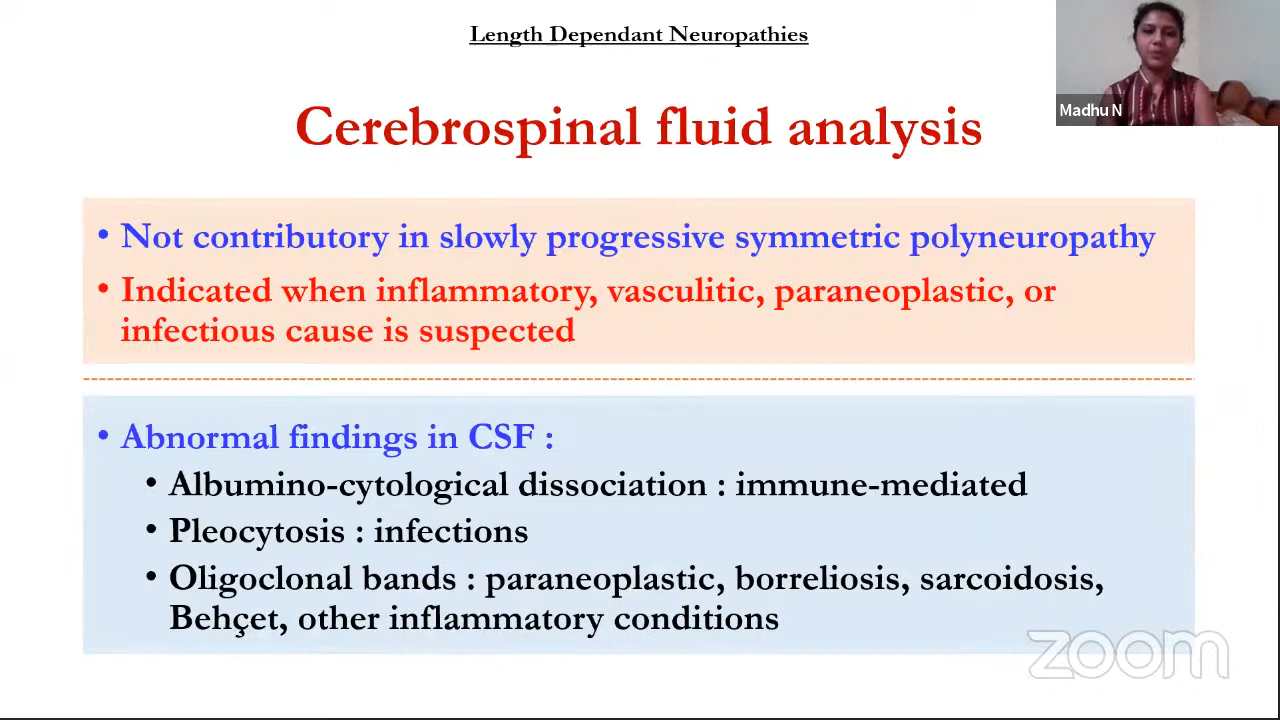 Length Dependant Neuropathies
Madhu N
Cerebrospinal fluid analysis
• Not contributory in slowly progressive symmetric polyneuropathy
• Indicated when inflammatory, vasculitic, paraneoplastic, or
infectious cause is suspected
• Abnormal findings in CSF :
• Albumino-cytological dissociation : immune-mediated
• Pleocytosis : infections
• Oligoclonal bands : paraneoplastic, borreliosis, sarcoidosis,
Behçet, other inflammatory conditions
zoom